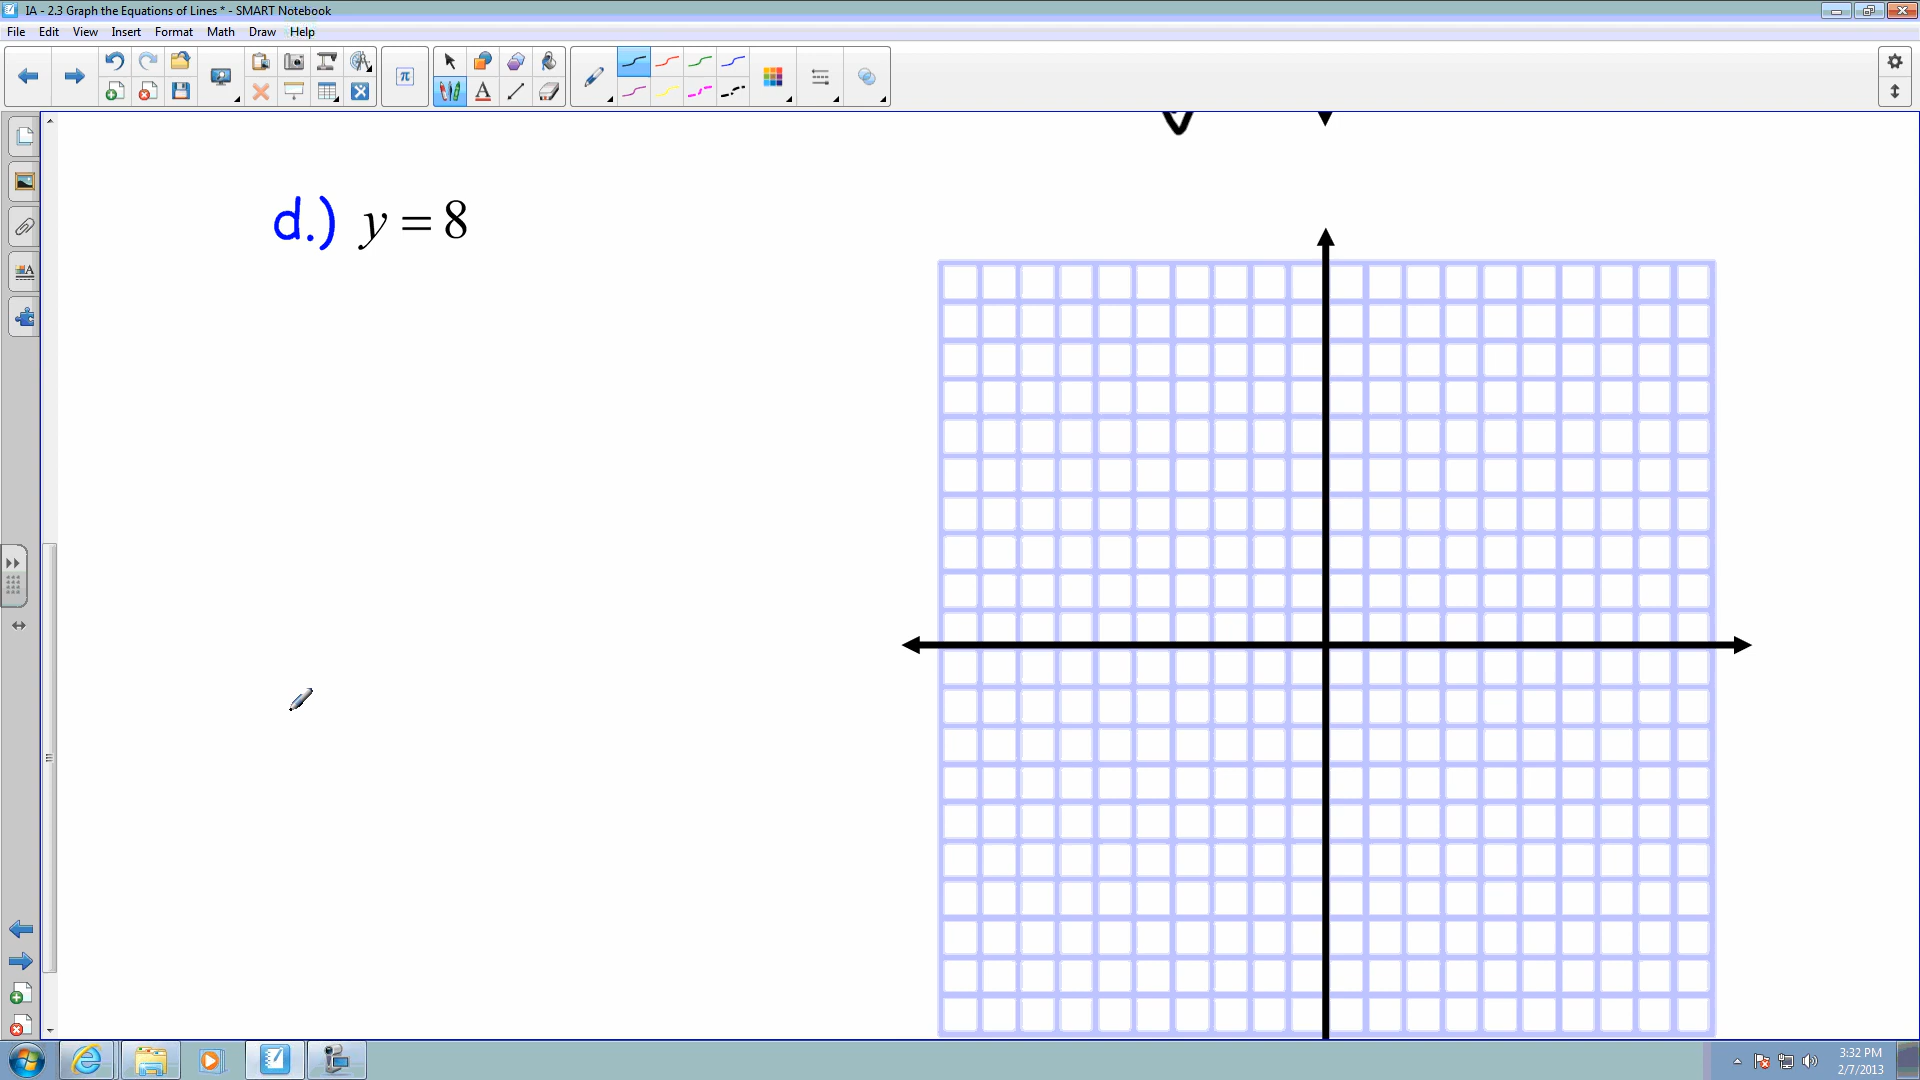 IA - 2.3 Graph the Equations of Lines * - SMART Notebook
File Edit View Insert Format Math Draw Help
d.) y = 8
3:32 PM
2/7/2013